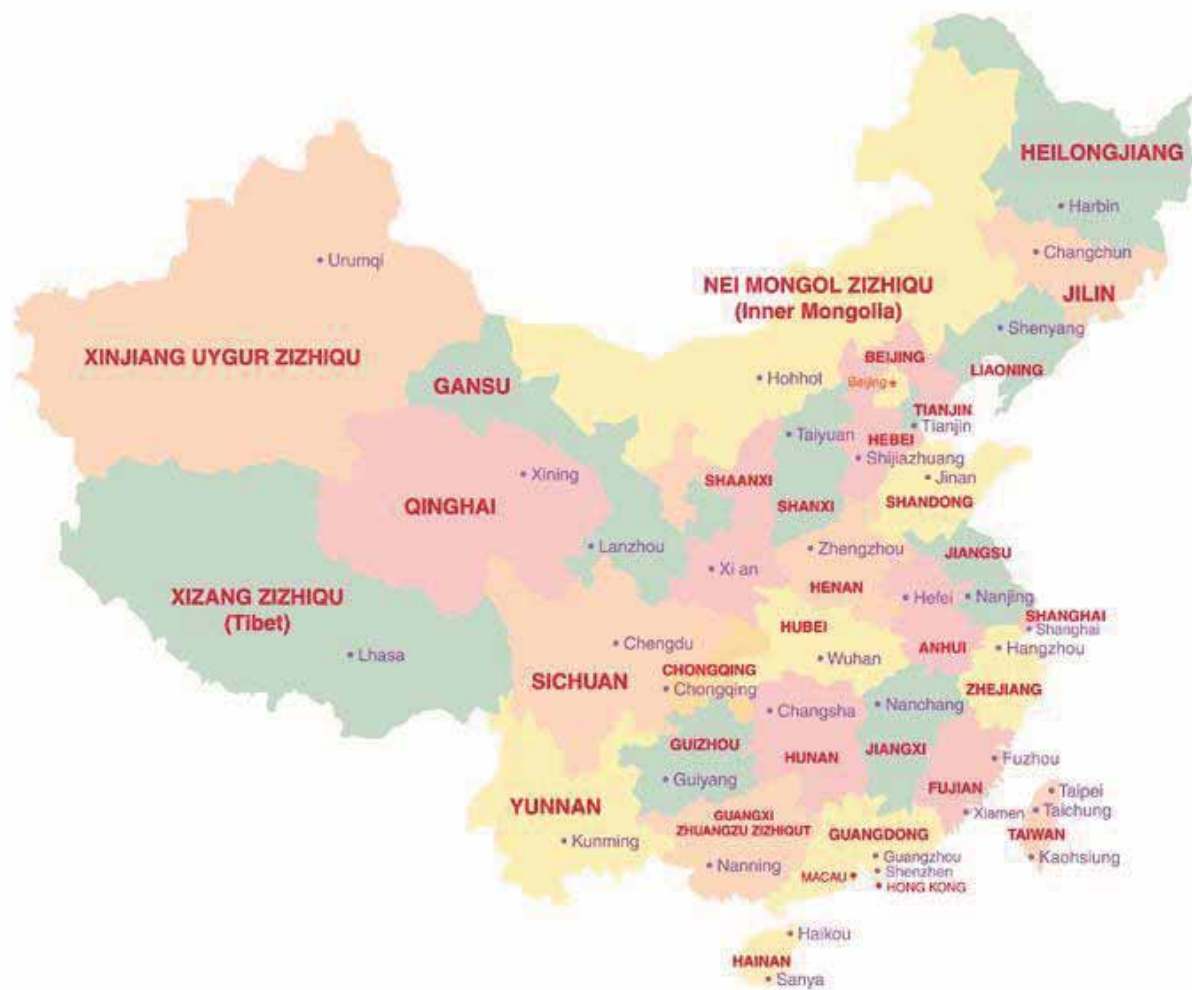 HEILONGJIANG
Harbin
Changchun
JILIN
Urumqi
NEI MONGOL ZIZHIQU
(Inner Mongolia)
Shenyang
LIAONING
XINJIANG UYGUR ZIZHIQU
GANSU
BEIJING
Beijing
Hohhol
TIANJIN
Tianjin
Taiyuan
HEBEI
Shijiazhuang
Jinan
SHANDONG
Xining
SHAANXI
SHANXI
QINGHAI
Lanzhou
Zhengzhou
JIANGSU
Xi an
HENAN
Hefei
Nanjing
XIZANG ZIZHIQU
(Tibet)
SHANGHAI
Shanghai
HUBEI
Chengdu
ANHUI
Hangzhou
Lhasa
Wuhan
SICHUAN
CHONGQING
Chongqing
ZHEJIANG
Changsha
Nanchang
GUIZHOU
HUNAN
JIANGXI
Fuzhou
Guiyang
FUJIAN
Taipei
YUNNAN
GUANGXI
ZHUANGZU ZIZHIQUT
Xiamen
Taichung
Kunming
GUANGDONG
TAIWAN
Nanning
Guangzhou
Kaohsiung
Shenzhen
MACAU
HONG KONG
Haikou
HAINAN
Sanya